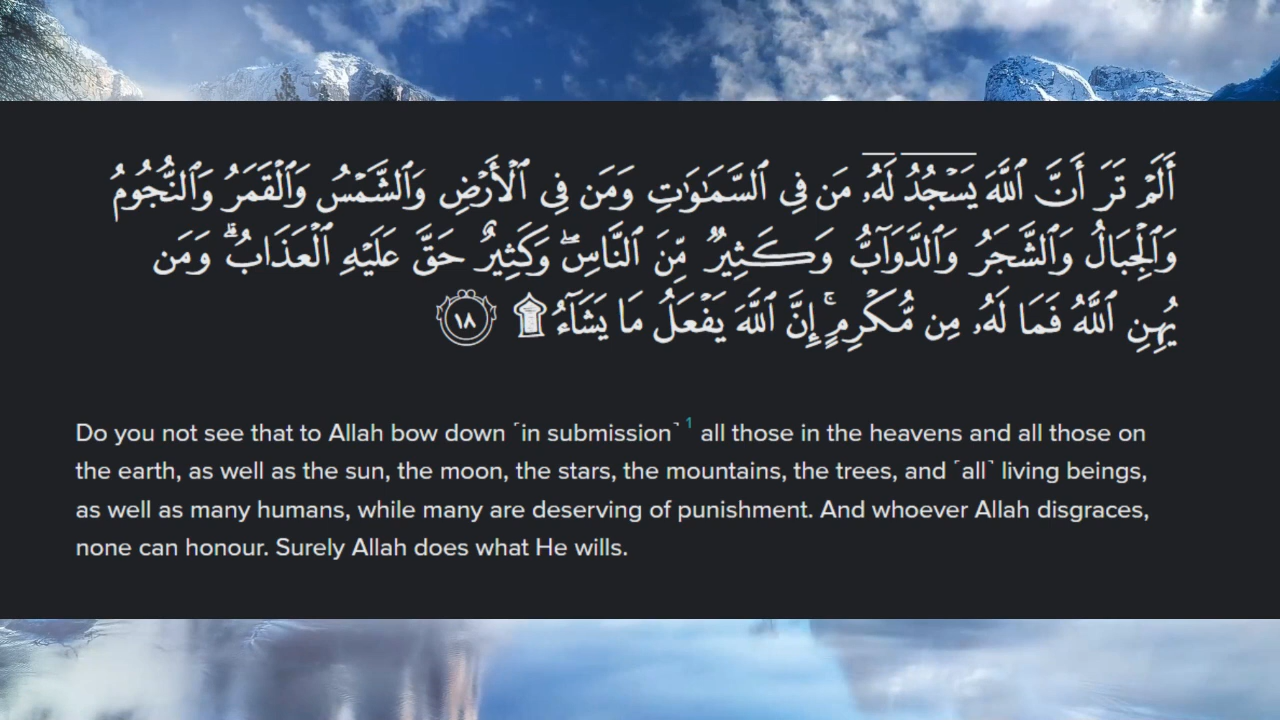 أَلَمْ تَرَ أَنَّ ٱللَّهَ يَسْجُدُ لَهُۥ مَن فِى ٱلسَّمَـٰوَٰتِ وَمَن فِى ٱلْأَرْضِ وَٱلشَّمْسُ وَٱلْقَمَرُ وَٱلنُّجُومُ
وَٱلْجِبَالُ وَٱلشَّجَرُ وَٱلدَّوَآبُّ وَكَثِيرٌ مِّنَ ٱلنَّاسِ ۖ وَكَثِيرٌ حَقَّ عَلَيْهِ ٱلْعَذَابُ ۗ وَمَن
يُهِنِ ٱللَّهُ فَمَا لَهُۥ مِن مُّكْرِمٍ ۚ إِنَّ ٱللَّهَ يَفْعَلُ مَا يَشَآءُ ۩ ١٨
Do you not see that to Allah bow down ˹in submission˺ 1 all those in the heavens and all those on
the earth, as well as the sun, the moon, the stars, the mountains, the trees, and ˹all˺ living beings,
as well as many humans, while many are deserving of punishment. And whoever Allah disgraces,
none can honour. Surely Allah does what He wills.